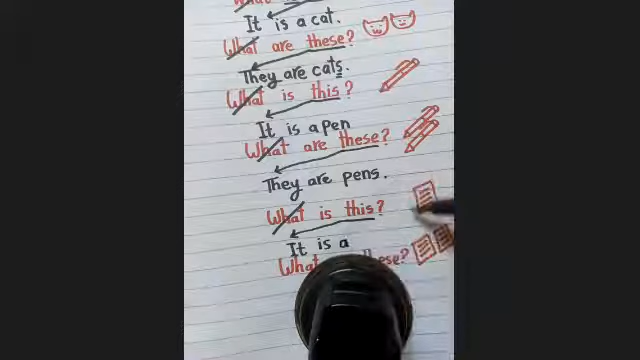 It is a cat.
What are these?
They are cats.
What is this?
It is a pen
What are these?
They are pens.
What is this?
It is a
What these?